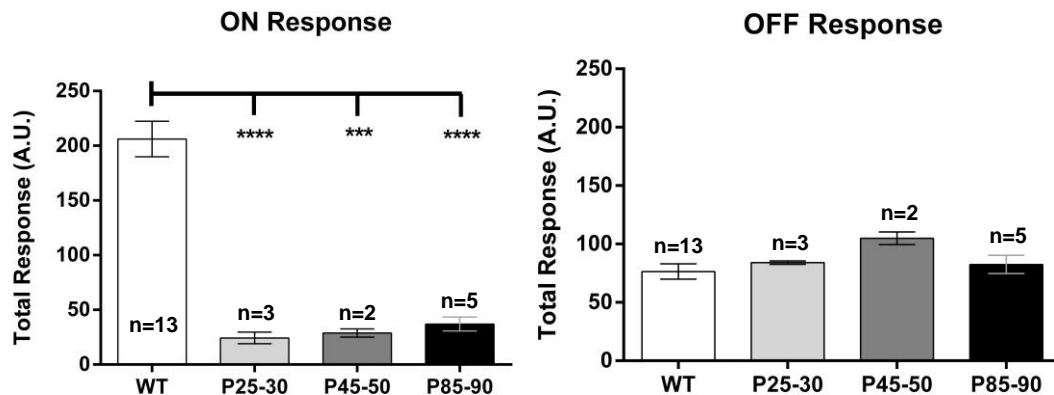 ON Response
Total Response (A.U.)
250
200
150
100
50
0
**** *** ****
n=13
n=3
n=2
n=5
WT P25-30 P45-50 P85-90
OFF Response
Total Response (A.U.)
250
200
150
100
50
0
n=13
n=3
n=2
n=5
WT P25-30 P45-50 P85-90